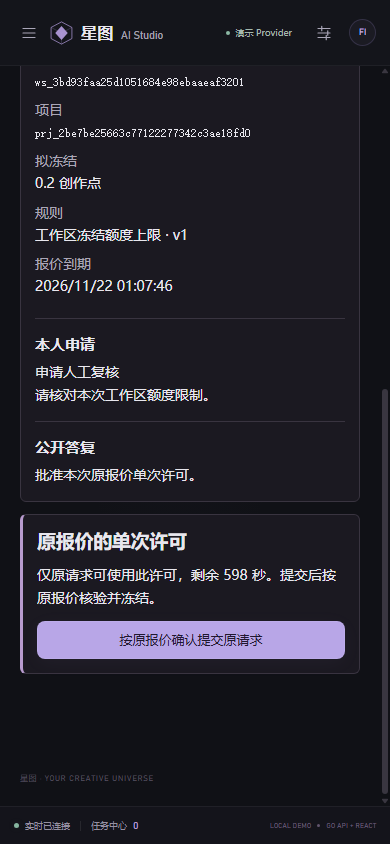 星图 AI Studio 演示 Provider FI
ws_3bd93faa25d1051684e98ebaaeaf3201
项目
prj_2be7be25663c77122277342c3ae18fd0
拟冻结
0.2 创作点
规则
工作区冻结额度上限 · v1
报价到期
2026/11/22 01:07:46
本人申请
申请人工复核
请核对本次工作区额度限制。
公开答复
批准本次原报价单次许可。
原报价的单次许可
仅原请求可使用此许可，剩余 598 秒。提交后按
原报价核验并冻结。
按原报价确认提交原请求
星图 · YOUR CREATIVE UNIVERSE
实时已连接 任务中心 0 LOCAL DEMO GO API + REACT